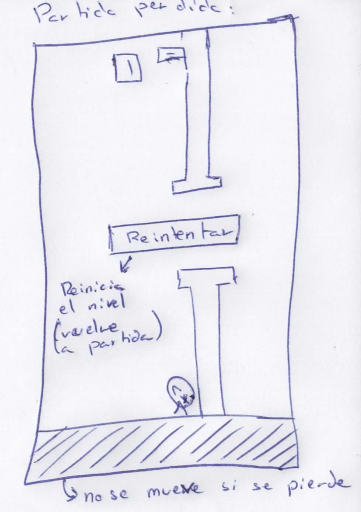 Partida perdida:
1
=
Reintentar
Reinicia
el nivel
(vuelve
a partida)
no se mueve si se pierde